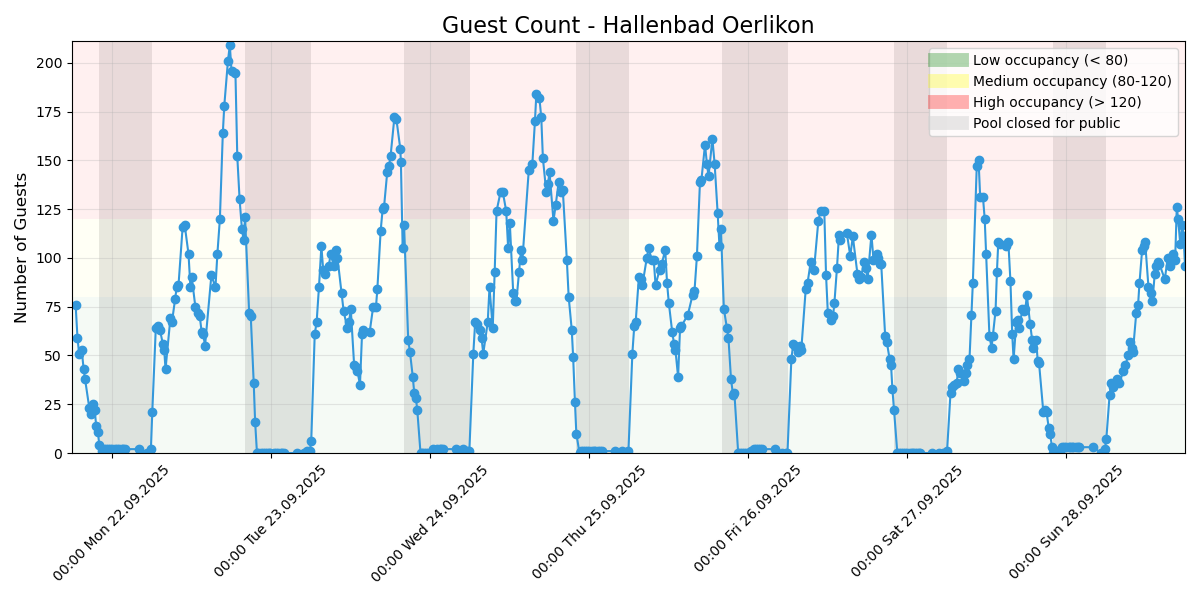 Guest Count - Hallenbad Oerlikon
Number of Guests
200
175
150
125
100
75
50
25
0
Low occupancy (< 80)
Medium occupancy (80-120)
High occupancy (> 120)
Pool closed for public
00:00 Mon 22.09.2025
00:00 Tue 23.09.2025
00:00 Wed 24.09.2025
00:00 Thu 25.09.2025
00:00 Fri 26.09.2025
00:00 Sat 27.09.2025
00:00 Sun 28.09.2025